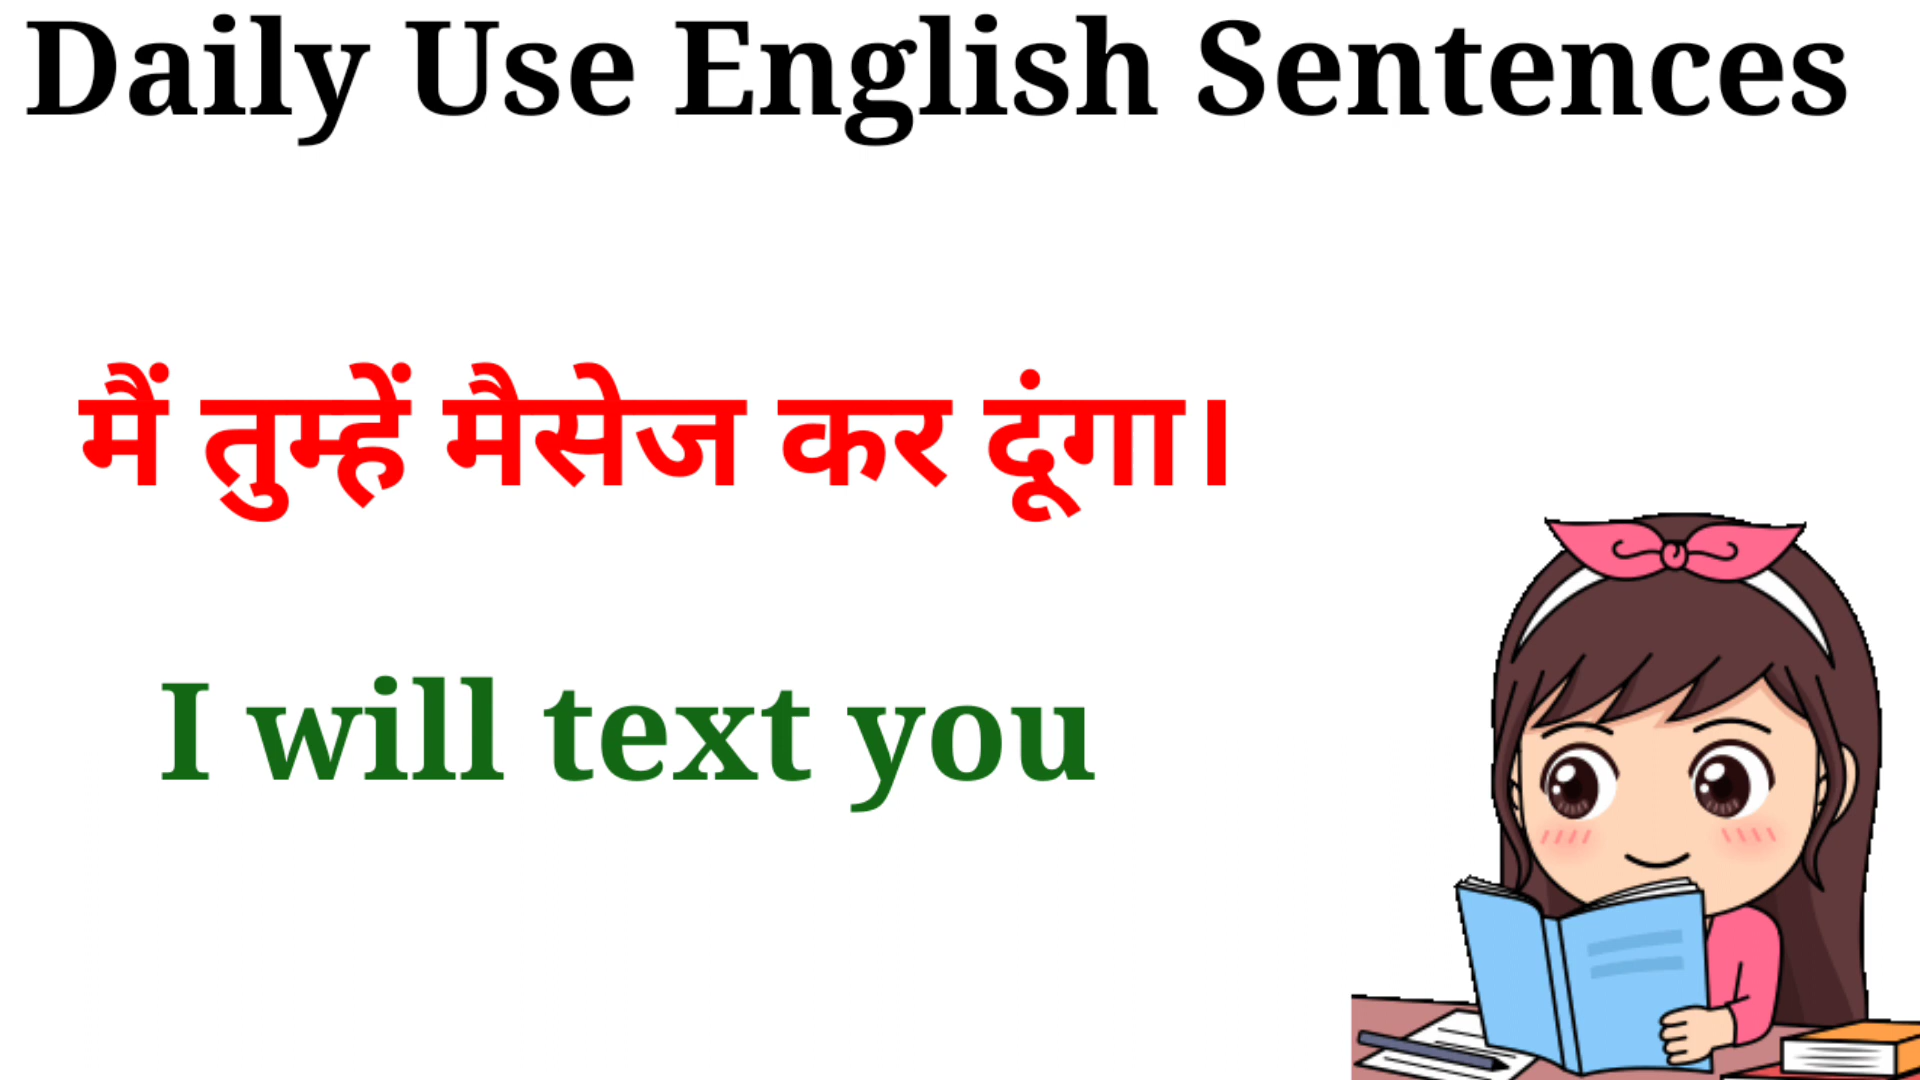 Daily Use English Sentences
मैं तुम्हें मैसेज कर दूंगा।
I will text you